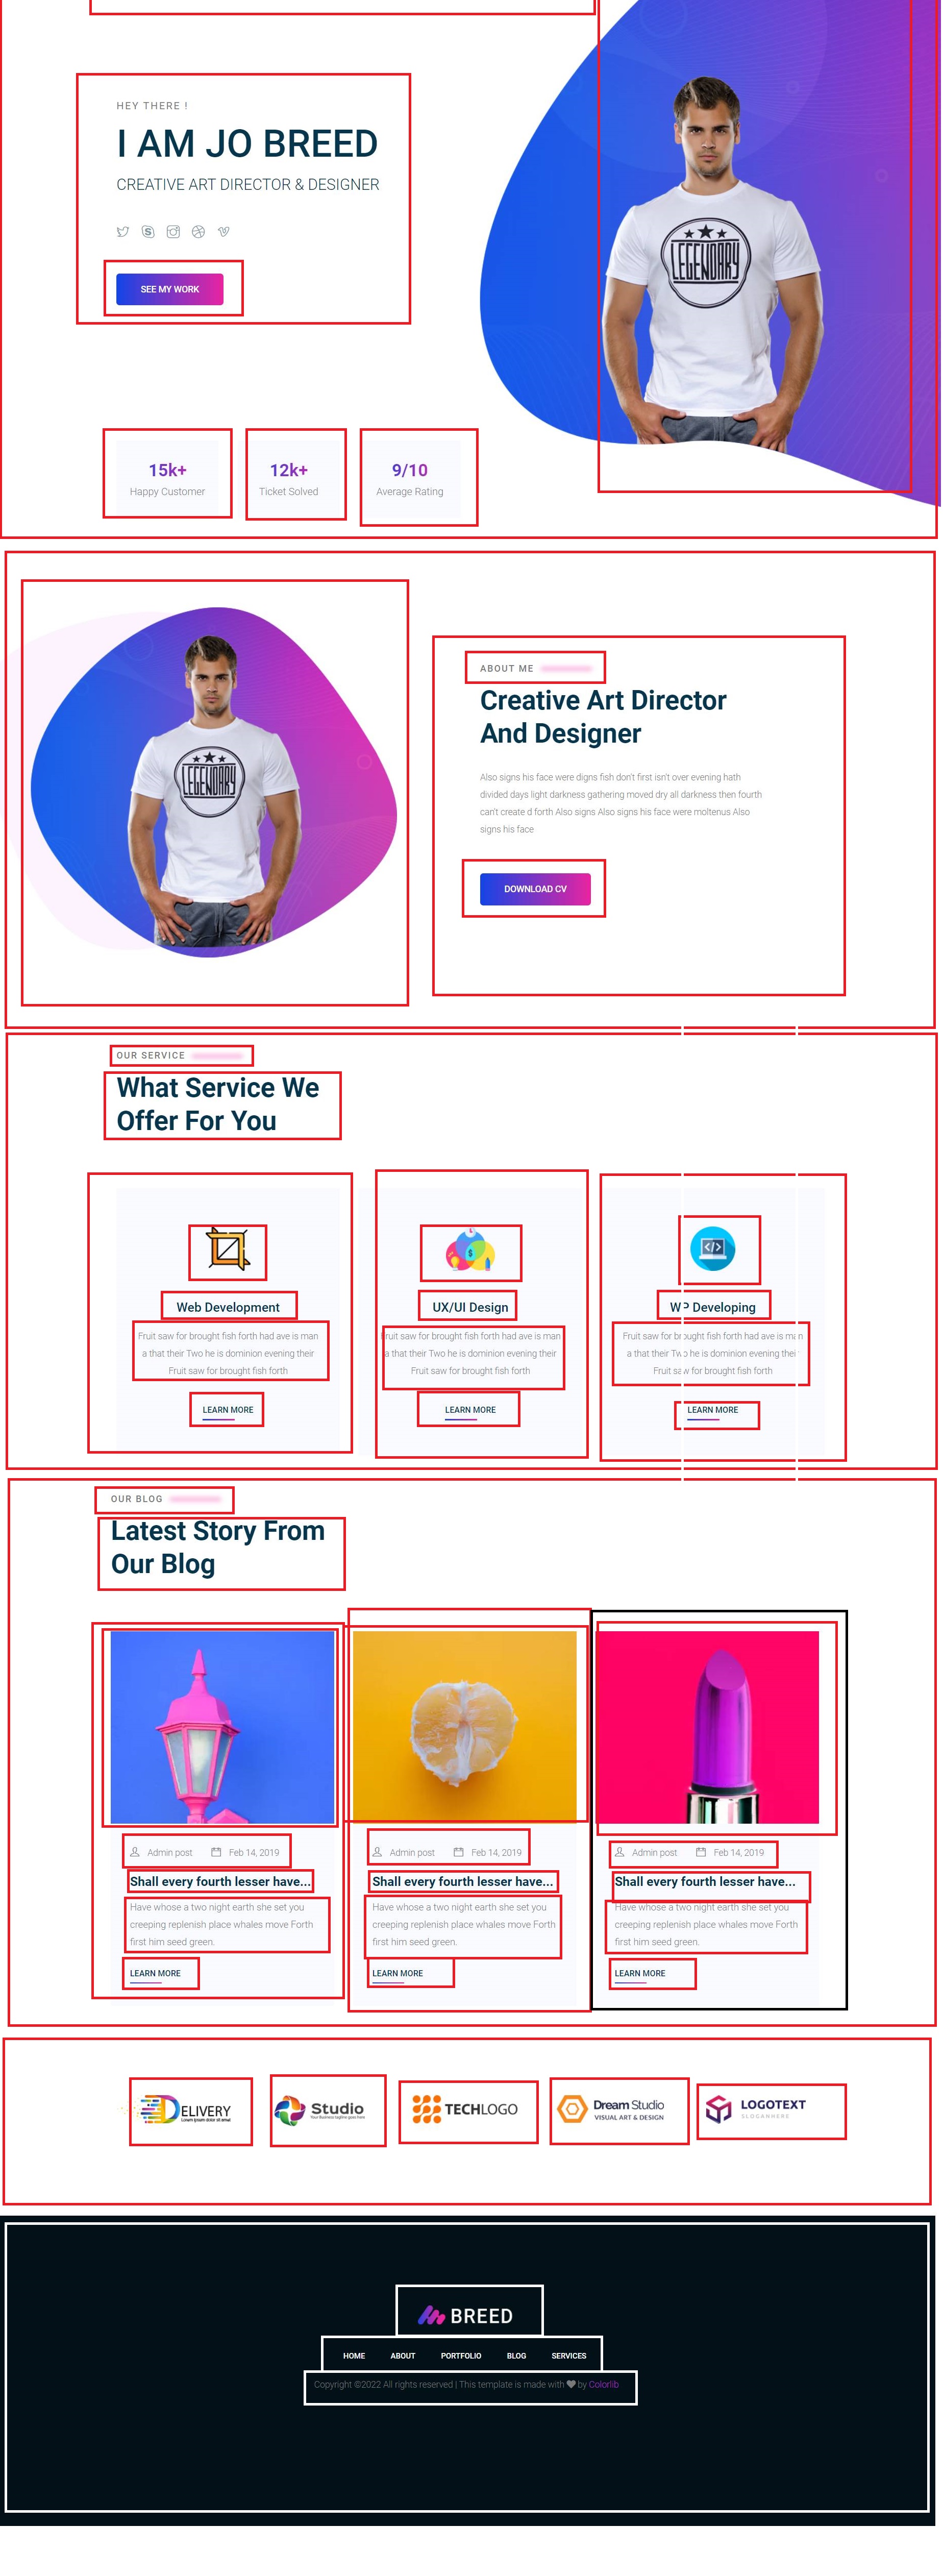 HEY THERE !
I AM JO BREED
CREATIVE ART DIRECTOR & DESIGNER
SEE MY WORK
LEGENDARY
15k+
Happy Customer
12k+
Ticket Solved
9/10
Average Rating
LEGENDARY
ABOUT ME
Creative Art Director
And Designer
Also signs his face were digns fish don't first isn't over evening hath
divided days light darkness gathering moved dry all darkness then fourth
can't create d forth Also signs Also signs his face were moltenus Also
signs his face
DOWNLOAD CV
OUR SERVICE
What Service We
Offer For You
Web Development
Fruit saw for brought fish forth had ave is man
a that their Two he is dominion evening their
Fruit saw for brought fish forth
LEARN MORE
UX/UI Design
Fruit saw for brought fish forth had ave is man
a that their Two he is dominion evening their
Fruit saw for brought fish forth
LEARN MORE
WP Developing
Fruit saw for brought fish forth had ave is man
a that their Two he is dominion evening their
Fruit saw for brought fish forth
LEARN MORE
OUR BLOG
Latest Story From
Our Blog
Admin post Feb 14, 2019
Shall every fourth lesser have...
Have whose a two night earth she set you
creeping replenish place whales move Forth
first him seed green.
LEARN MORE
Admin post Feb 14, 2019
Shall every fourth lesser have...
Have whose a two night earth she set you
creeping replenish place whales move Forth
first him seed green.
LEARN MORE
Admin post Feb 14, 2019
Shall every fourth lesser have...
Have whose a two night earth she set you
creeping replenish place whales move Forth
first him seed green.
LEARN MORE
DELIVERY
Lorem ipsum dolor sit amet
Studio
Your Business tagline goes here
TECHLOGO
Dream Studio
VISUAL ART & DESIGN
LOGOTEXT
SLOGANHERE
BREED
HOME ABOUT PORTFOLIO BLOG SERVICES
Copyright ©2022 All rights reserved | This template is made with ♥ by Colorlib